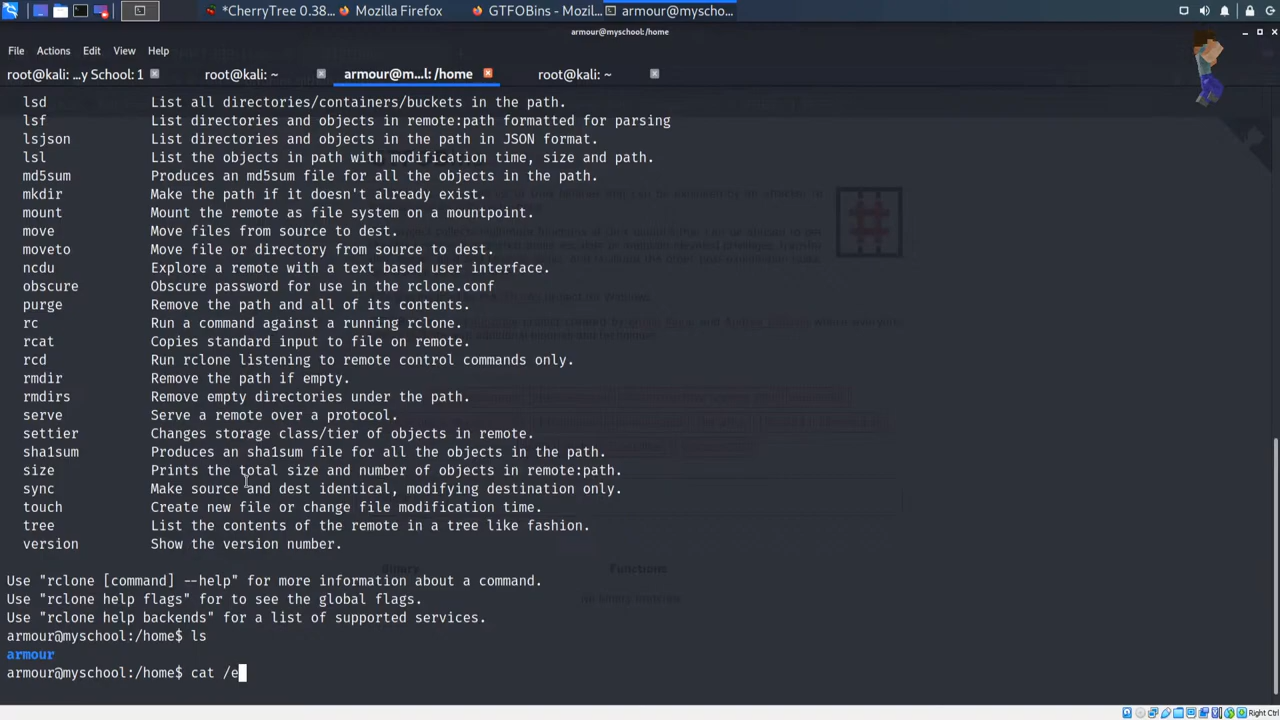 *CherryTree 0.38...
Mozilla Firefox
GTFOBins - Mozil...
armour@myscho...
armour@myschool:/home
File Actions Edit View Help
root@kali: ...y School: 1
root@kali: ~
armour@m...l: /home
root@kali: ~
lsd List all directories/containers/buckets in the path.
lsf List directories and objects in remote:path formatted for parsing
lsjson List directories and objects in the path in JSON format.
lsl List the objects in path with modification time, size and path.
md5sum Produces an md5sum file for all the objects in the path.
mkdir Make the path if it doesn't already exist.
mount Mount the remote as file system on a mountpoint.
move Move files from source to dest.
moveto Move file or directory from source to dest.
ncdu Explore a remote with a text based user interface.
obscure Obscure password for use in the rclone.conf
purge Remove the path and all of its contents.
rc Run a command against a running rclone.
rcat Copies standard input to file on remote.
rcd Run rclone listening to remote control commands only.
rmdir Remove the path if empty.
rmdirs Remove empty directories under the path.
serve Serve a remote over a protocol.
settier Changes storage class/tier of objects in remote.
sha1sum Produces an sha1sum file for all the objects in the path.
size Prints the total size and number of objects in remote:path.
sync Make source and dest identical, modifying destination only.
touch Create new file or change file modification time.
tree List the contents of the remote in a tree like fashion.
version Show the version number.
Binary Functions
Use "rclone [command] --help" for more information about a command.
Use "rclone help flags" for to see the global flags.
Use "rclone help backends" for a list of supported services.
armour@myschool:/home$ ls
armour
armour@myschool:/home$ cat /e
Right Ctrl